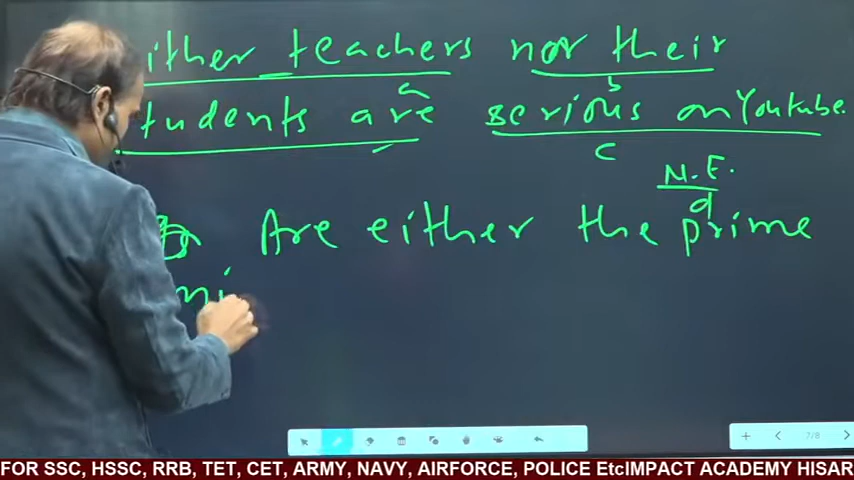 ither teachers nor their
a b
tudents are serious on Youtube.
c
N.E.
d
Are either the prime
mi
7/8
FOR SSC, HSSC, RRB, TET, CET, ARMY, NAVY, AIRFORCE, POLICE EtcIMPACT ACADEMY HISAR